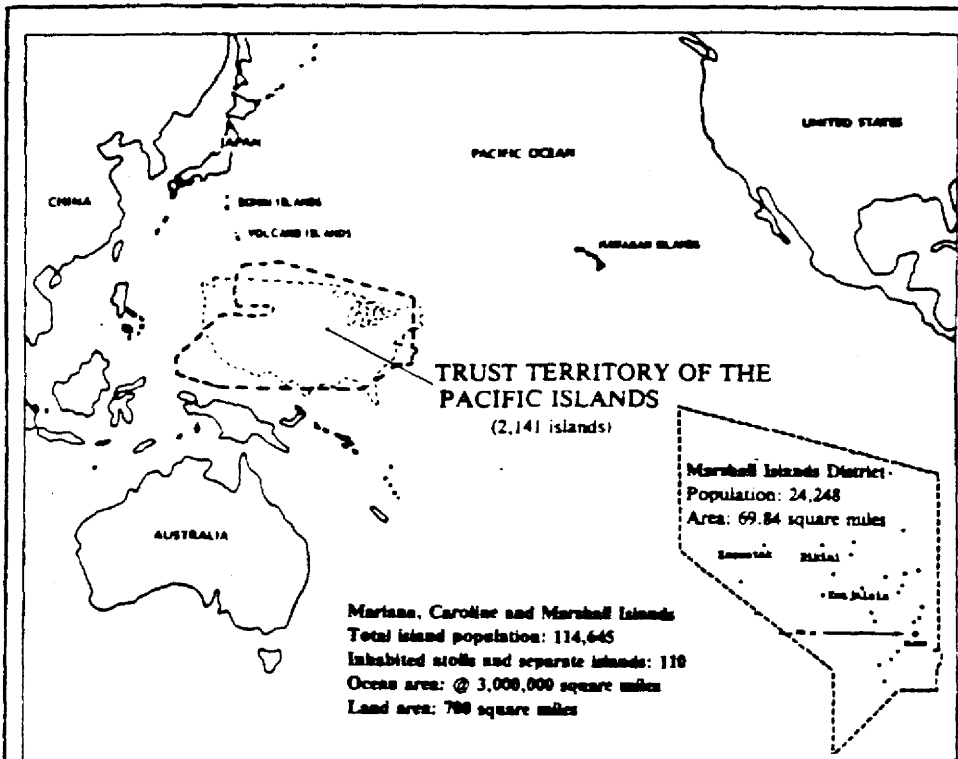 UNITED STATES
JAPAN
PACIFIC OCEAN
CHINA
BONIN ISLANDS
VOLCANO ISLANDS
HAWAIIAN ISLANDS
TRUST TERRITORY OF THE
PACIFIC ISLANDS
(2,141 islands)
Marshall Islands District
Population: 24,248
Area: 69.84 square miles
AUSTRALIA
Eniwetok
Bikini
Kwajalein
Mariana, Caroline and Marshall Islands
Total island population: 114,645
Inhabited atolls and separate islands: 110
Ocean area: @ 3,000,000 square miles
Land area: 700 square miles